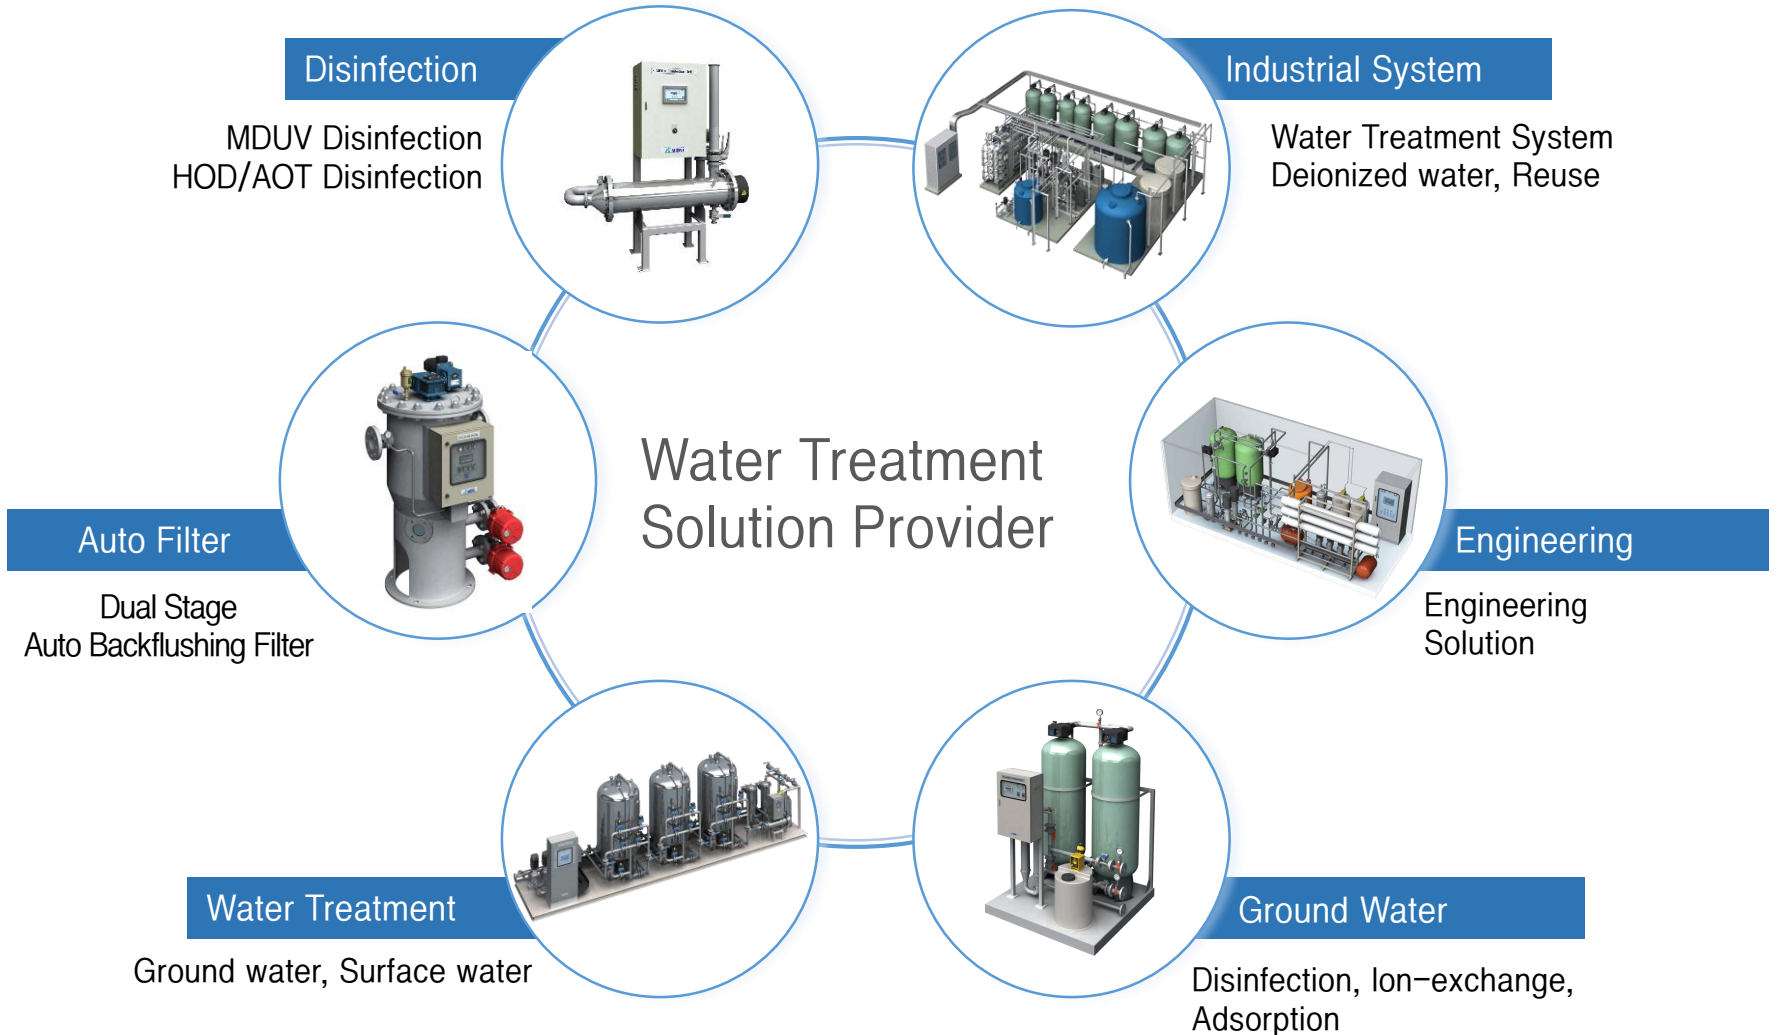 Disinfection
MDUV Disinfection
HOD/AOT Disinfection
Industrial System
Water Treatment System
Deionized water, Reuse
Water Treatment
Solution Provider
Auto Filter
Dual Stage
Auto Backflushing Filter
Engineering
Engineering
Solution
Water Treatment
Ground water, Surface water
Ground Water
Disinfection, Ion-exchange,
Adsorption